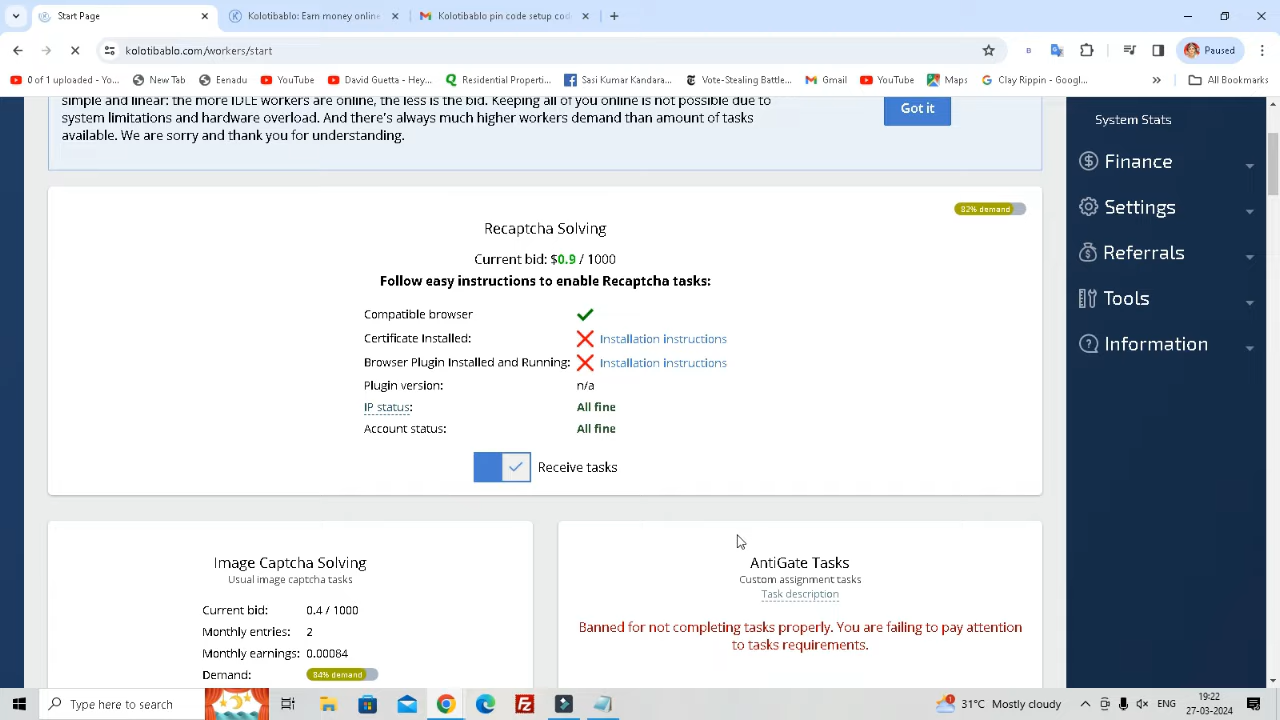 Start Page
Kolotibablo: Earn money online
Kolotibablo pin code setup cod
kolotibablo.com/workers/start
Paused
0 of 1 uploaded - Yo...
New Tab
Eenadu
YouTube
David Guetta - Hey...
Residential Properti...
Sasi Kumar Kandara...
Vote-Stealing Battle...
Gmail
YouTube
Maps
Clay Rippin - Googl...
»
All Bookmarks
simple and linear: the more IDLE workers are online, the less is the bid. Keeping all of you online is not possible due to
system limitations and hardware overload. And there's always much higher workers demand than amount of tasks
available. We are sorry and thank you for understanding.
Got it
System Stats
Finance
Settings
Referrals
Tools
Information
82% demand
Recaptcha Solving
Current bid: $0.9 / 1000
Follow easy instructions to enable Recaptcha tasks:
Compatible browser
Certificate Installed: Installation instructions
Browser Plugin Installed and Running: Installation instructions
Plugin version: n/a
IP status: All fine
Account status: All fine
Receive tasks
Image Captcha Solving
Usual image captcha tasks
Current bid: 0.4 / 1000
Monthly entries: 2
Monthly earnings: 0.00084
Demand: 84% demand
AntiGate Tasks
Custom assignment tasks
Task description
Banned for not completing tasks properly. You are failing to pay attention
to tasks requirements.
Type here to search
31°C Mostly cloudy
ENG
19:22
27-03-2024